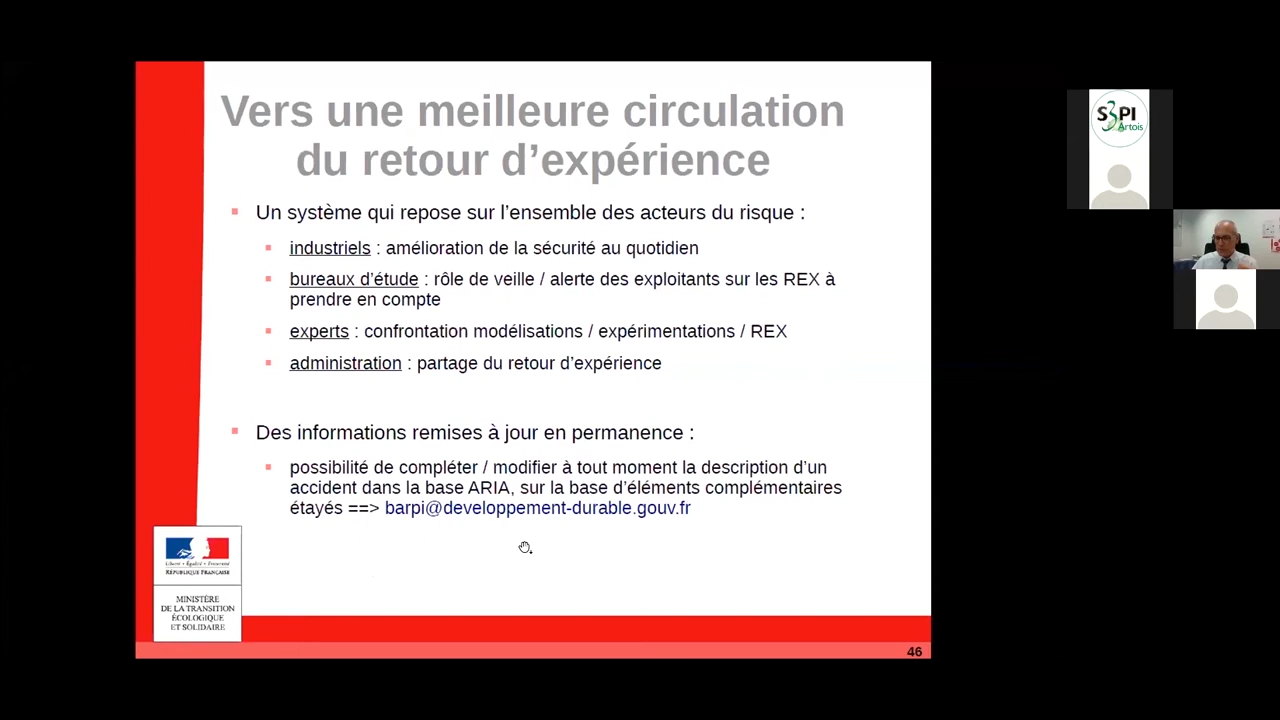 Vers une meilleure circulation
du retour d’expérience
Un système qui repose sur l’ensemble des acteurs du risque :
industriels : amélioration de la sécurité au quotidien
bureaux d’étude : rôle de veille / alerte des exploitants sur les REX à
prendre en compte
experts : confrontation modélisations / expérimentations / REX
administration : partage du retour d’expérience
Des informations remises à jour en permanence :
possibilité de compléter / modifier à tout moment la description d’un
accident dans la base ARIA, sur la base d’éléments complémentaires
étayés ==> barpi@developpement-durable.gouv.fr
Liberté • Égalité • Fraternité
RÉPUBLIQUE FRANÇAISE
MINISTÈRE
DE LA TRANSITION
ÉCOLOGIQUE
ET SOLIDAIRE
46
S3PI
Artois